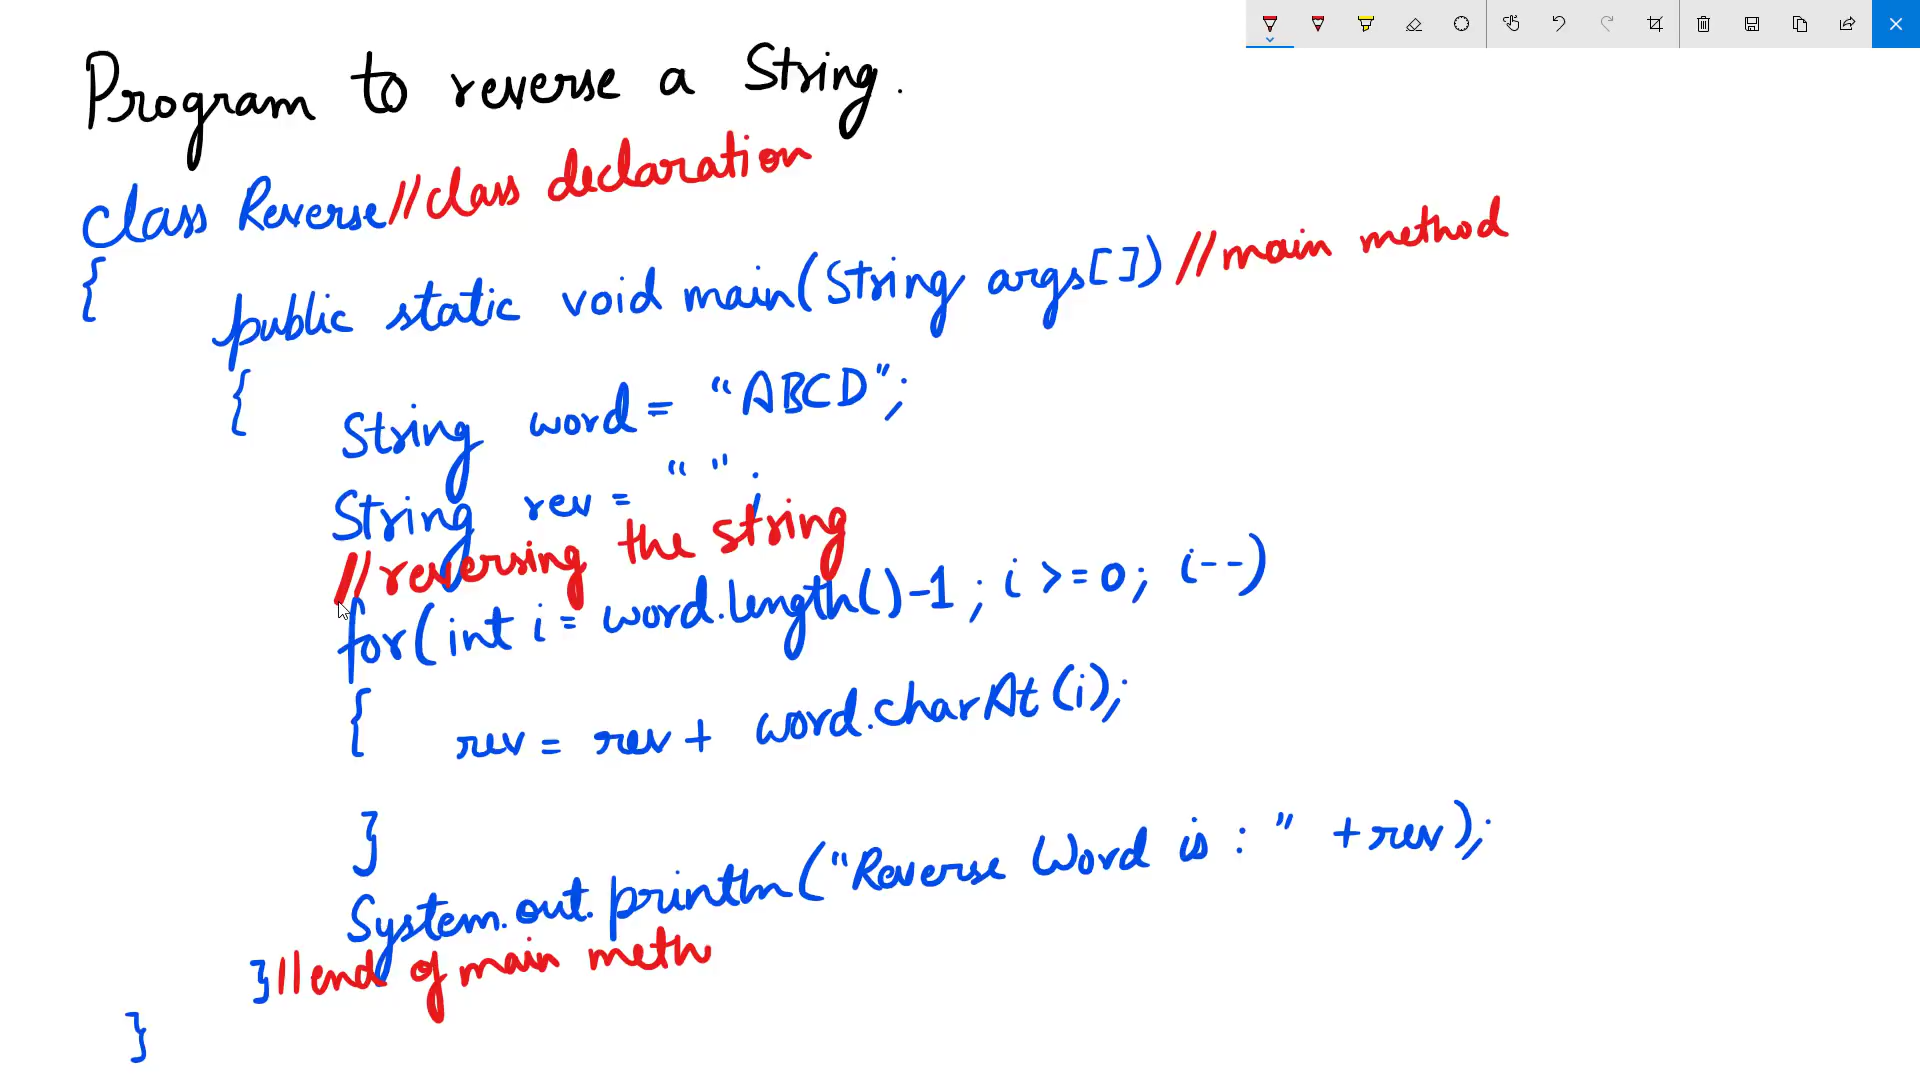 Program to reverse a String.
class Reverse//class declaration
{
public static void main(String args[])//main method
{
String word = "ABCD";
String rev = " ";
//reversing the string
for(int i = word.length()-1; i >= 0; i--)
{
rev = rev + word.charAt(i);
}
System.out.println("Reverse Word is : " +rev);
}//end of main meth
}